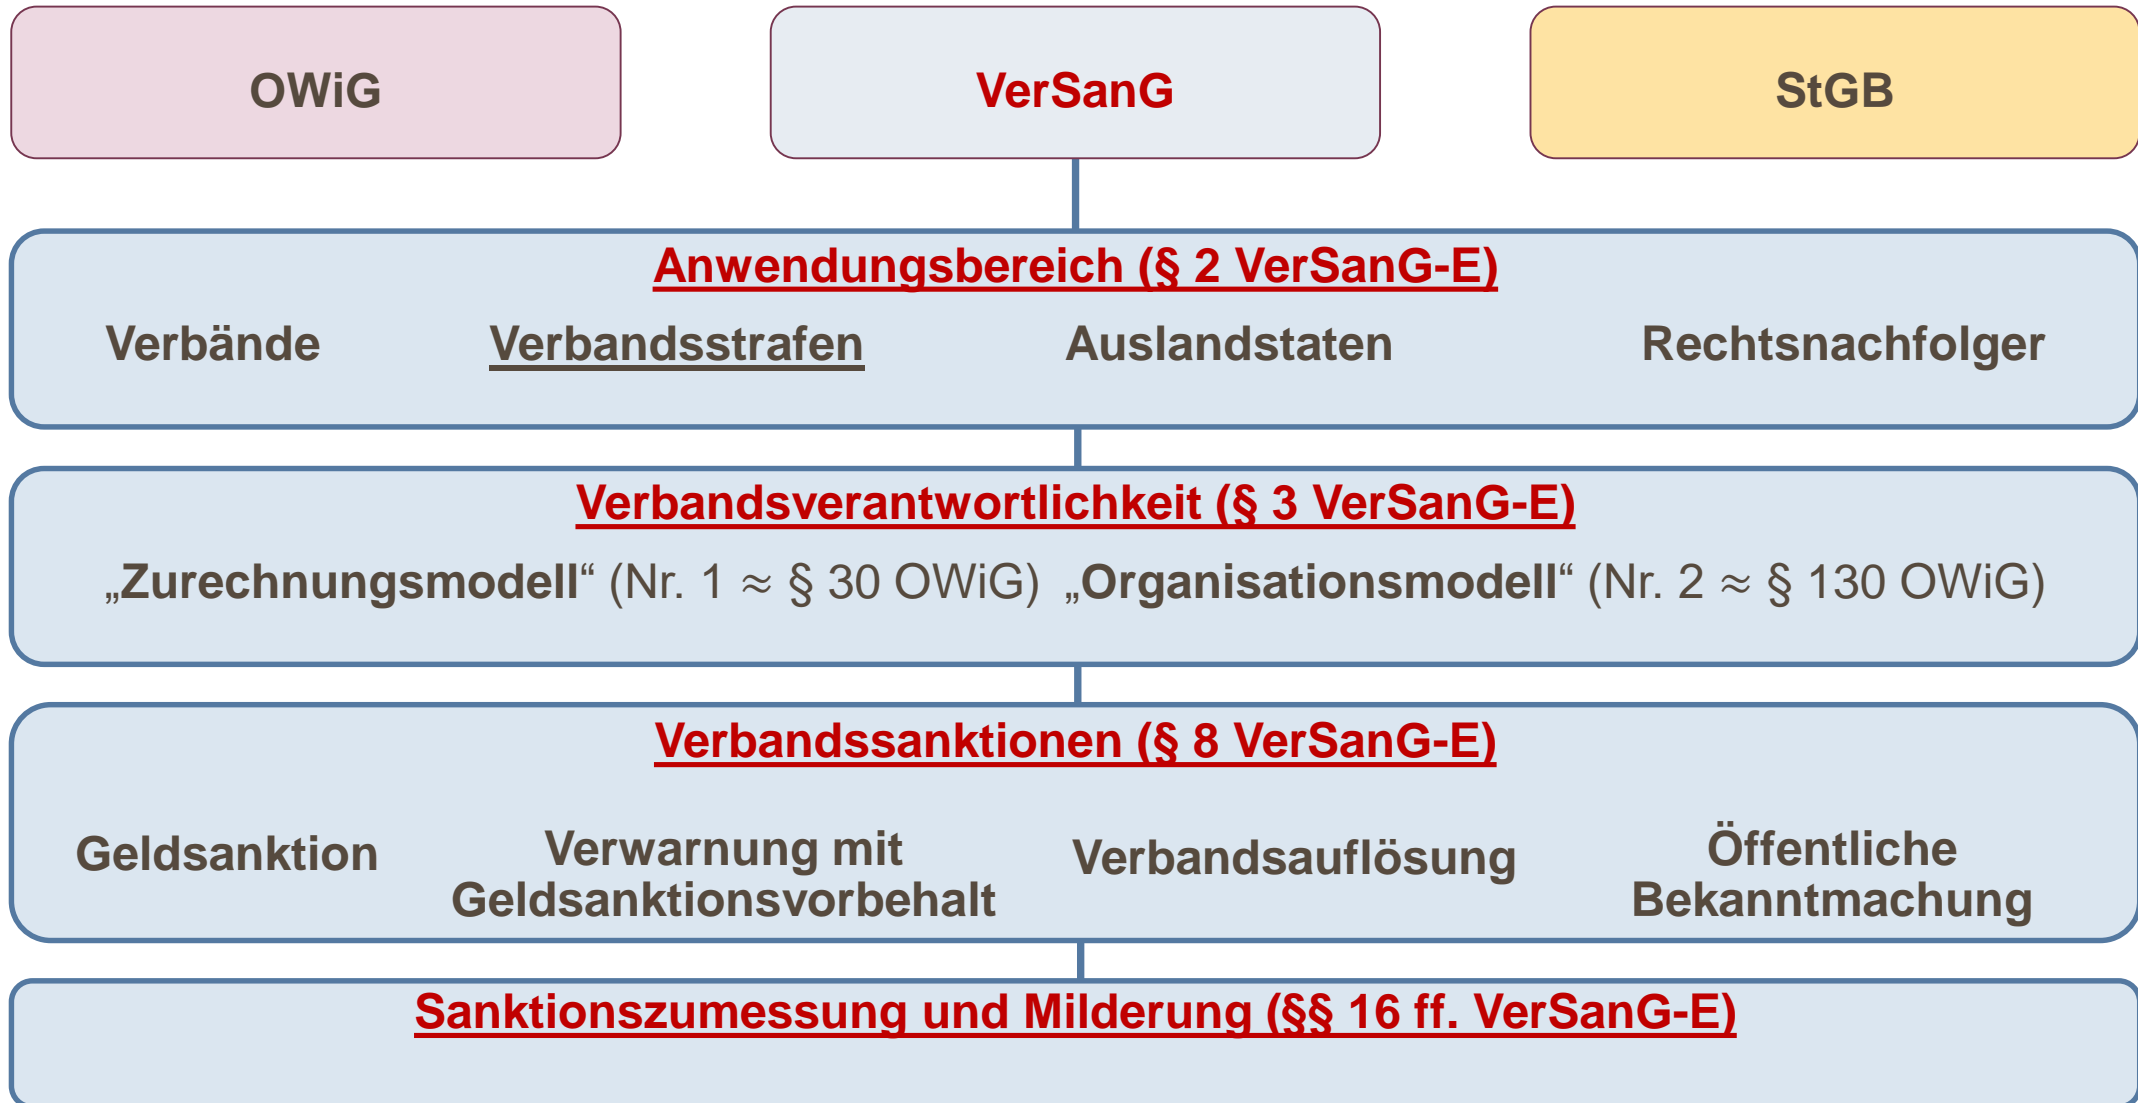 OWiG
VerSanG
StGB
Anwendungsbereich (§ 2 VerSanG-E)
Verbände
Verbandsstrafen
Auslandstaten
Rechtsnachfolger
Verbandsverantwortlichkeit (§ 3 VerSanG-E)
„Zurechnungsmodell“ (Nr. 1 ≈ § 30 OWiG) „Organisationsmodell“ (Nr. 2 ≈ § 130 OWiG)
Verbandssanktionen (§ 8 VerSanG-E)
Geldsanktion
Verwarnung mit
Geldsanktionsvorbehalt
Verbandsauflösung
Öffentliche
Bekanntmachung
Sanktionszumessung und Milderung (§§ 16 ff. VerSanG-E)